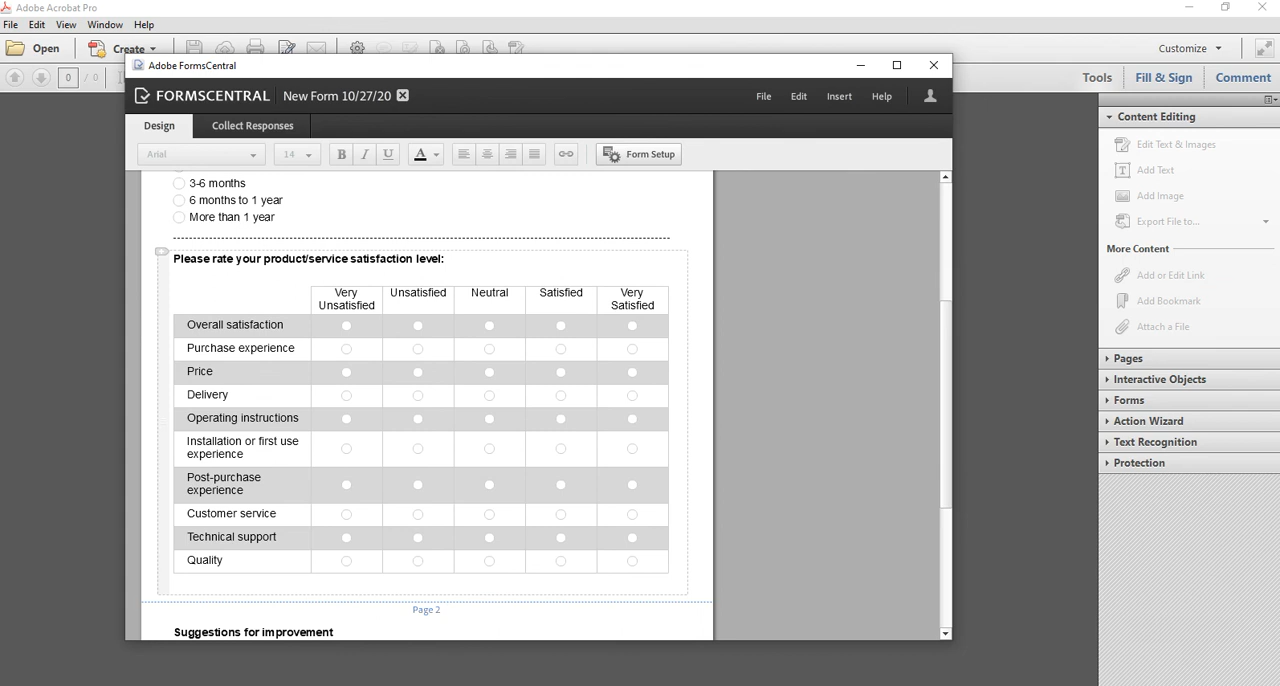 Adobe Acrobat Pro
File Edit View Window Help
Open Create Customize
0 / 0 Tools Fill & Sign Comment
Adobe FormsCentral
FORMSCENTRAL New Form 10/27/20 File Edit Insert Help
Design Collect Responses
Arial 14 B I U A Form Setup
3-6 months
6 months to 1 year
More than 1 year
Please rate your product/service satisfaction level:
Very Unsatisfied Unsatisfied Neutral Satisfied Very Satisfied
Overall satisfaction
Purchase experience
Price
Delivery
Operating instructions
Installation or first use
experience
Post-purchase
experience
Customer service
Technical support
Quality
Page 2
Suggestions for improvement
Content Editing
Edit Text & Images
T Add Text
Add Image
Export File to...
More Content
Add or Edit Link
Add Bookmark
Attach a File
Pages
Interactive Objects
Forms
Action Wizard
Text Recognition
Protection